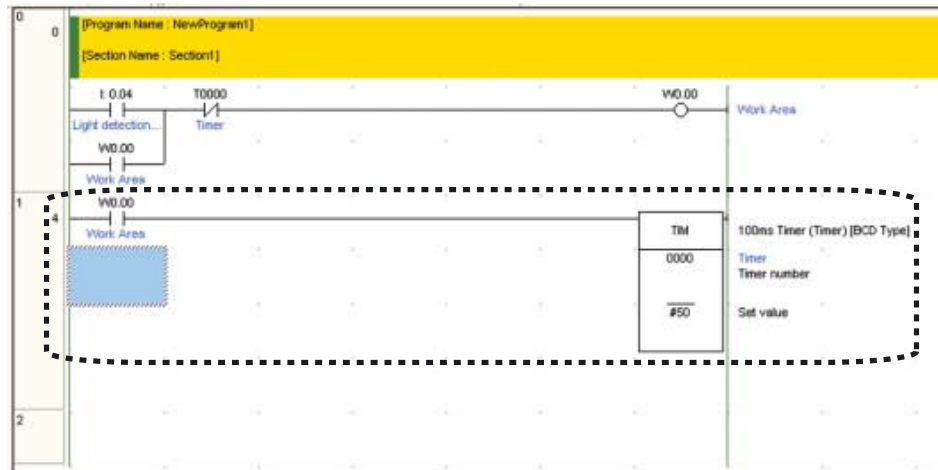 0
0
[Program Name : NewProgram1]
[Section Name : Section1]
I: 0.04 T0000 W0.00
Light detection... Timer Work Area
W0.00
Work Area
1
4
W0.00
Work Area
TIM 100ms Timer (Timer) [BCD Type]
0000 Timer
Timer number
#50 Set value
2